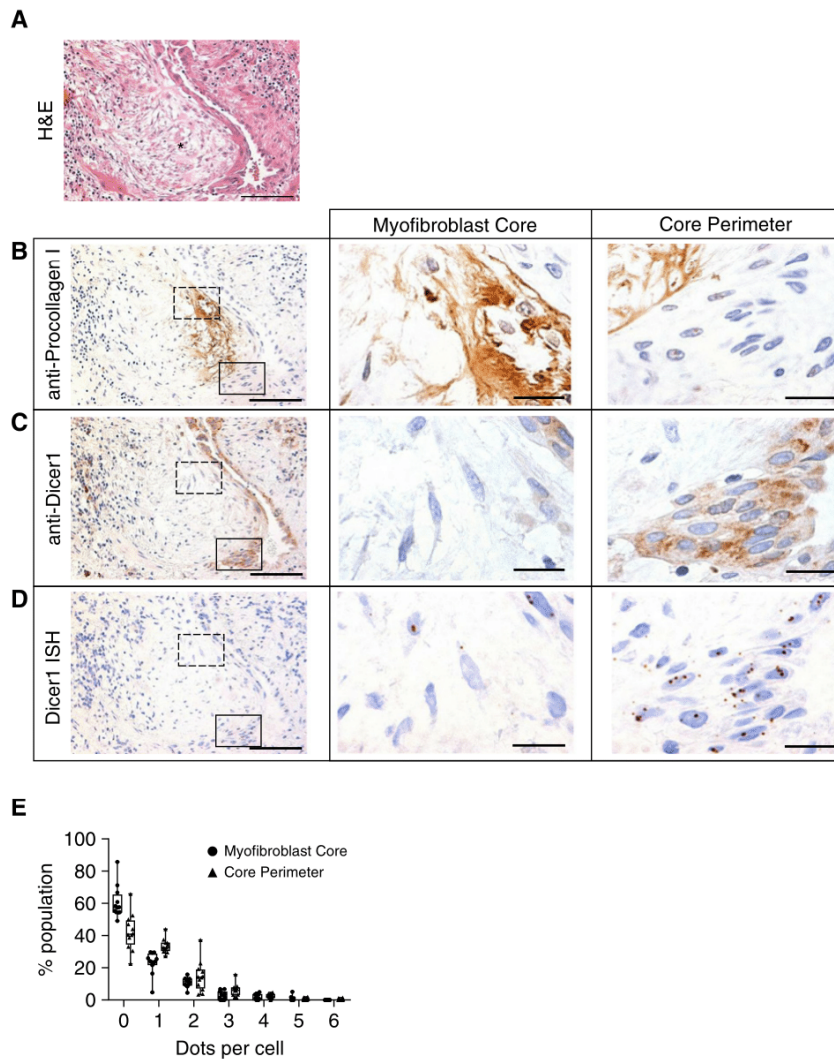 A
H&E
*
Myofibroblast Core
Core Perimeter
B
anti-Procollagen I
C
anti-Dicer1
D
Dicer1 ISH
E
% population
100
80
60
40
20
0
Myofibroblast Core
Core Perimeter
0 1 2 3 4 5 6
Dots per cell